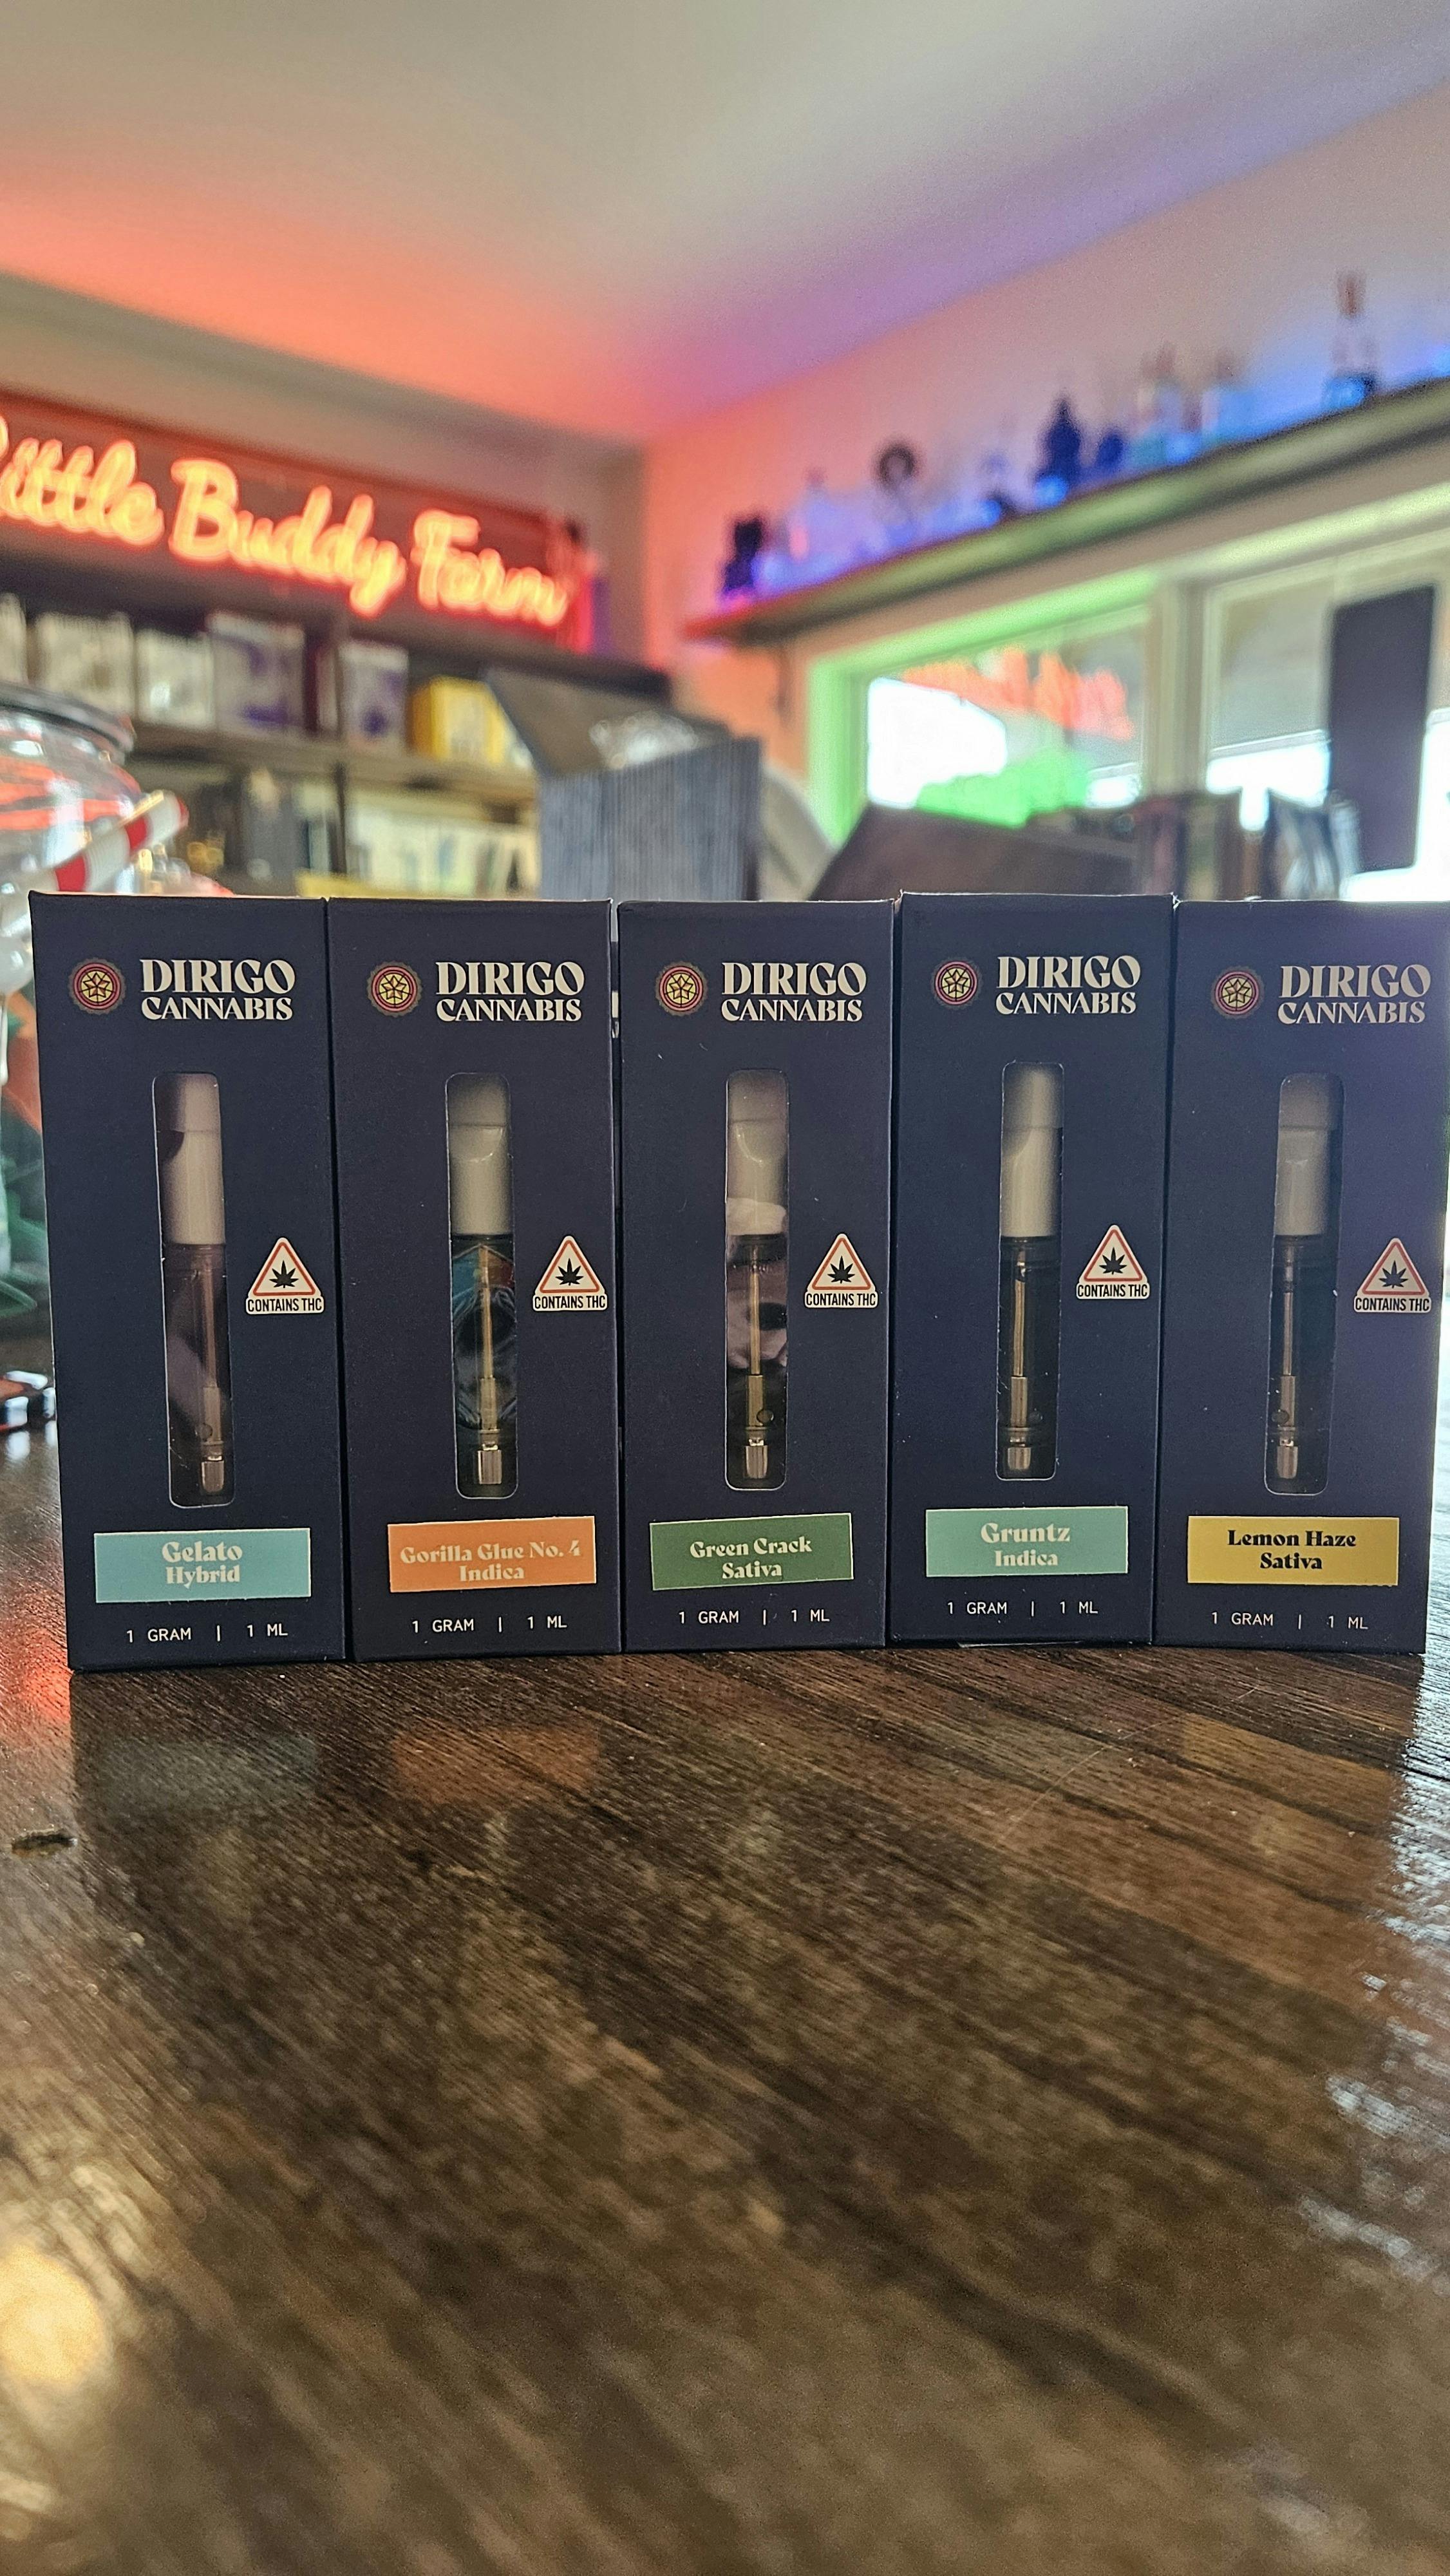 Little Buddy Farm
DIRIGO
CANNABIS
CONTAINS THC
Gelato
Hybrid
1 GRAM | 1 ML
DIRIGO
CANNABIS
CONTAINS THC
Gorilla Glue No. 4
Indica
1 GRAM | 1 ML
DIRIGO
CANNABIS
CONTAINS THC
Green Crack
Sativa
1 GRAM | 1 ML
DIRIGO
CANNABIS
CONTAINS THC
Gruntz
Indica
1 GRAM | 1 ML
DIRIGO
CANNABIS
CONTAINS THC
Lemon Haze
Sativa
1 GRAM | 1 ML